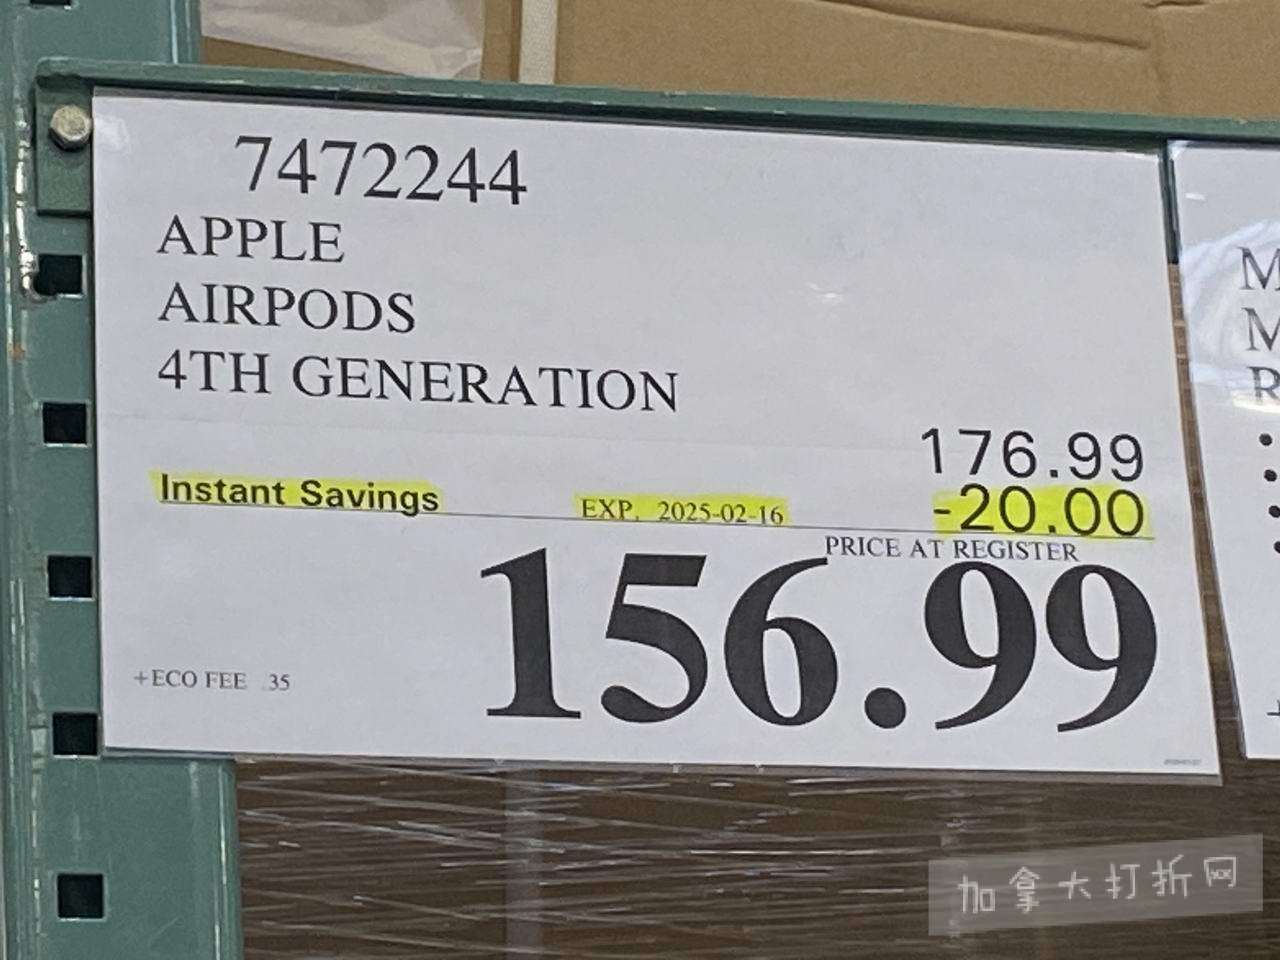 7472244
APPLE
AIRPODS
4TH GENERATION
176.99
Instant Savings EXP. 2025-02-16 -20.00
PRICE AT REGISTER
156.99
+ECO FEE .35
M
M
R
加拿大打折网